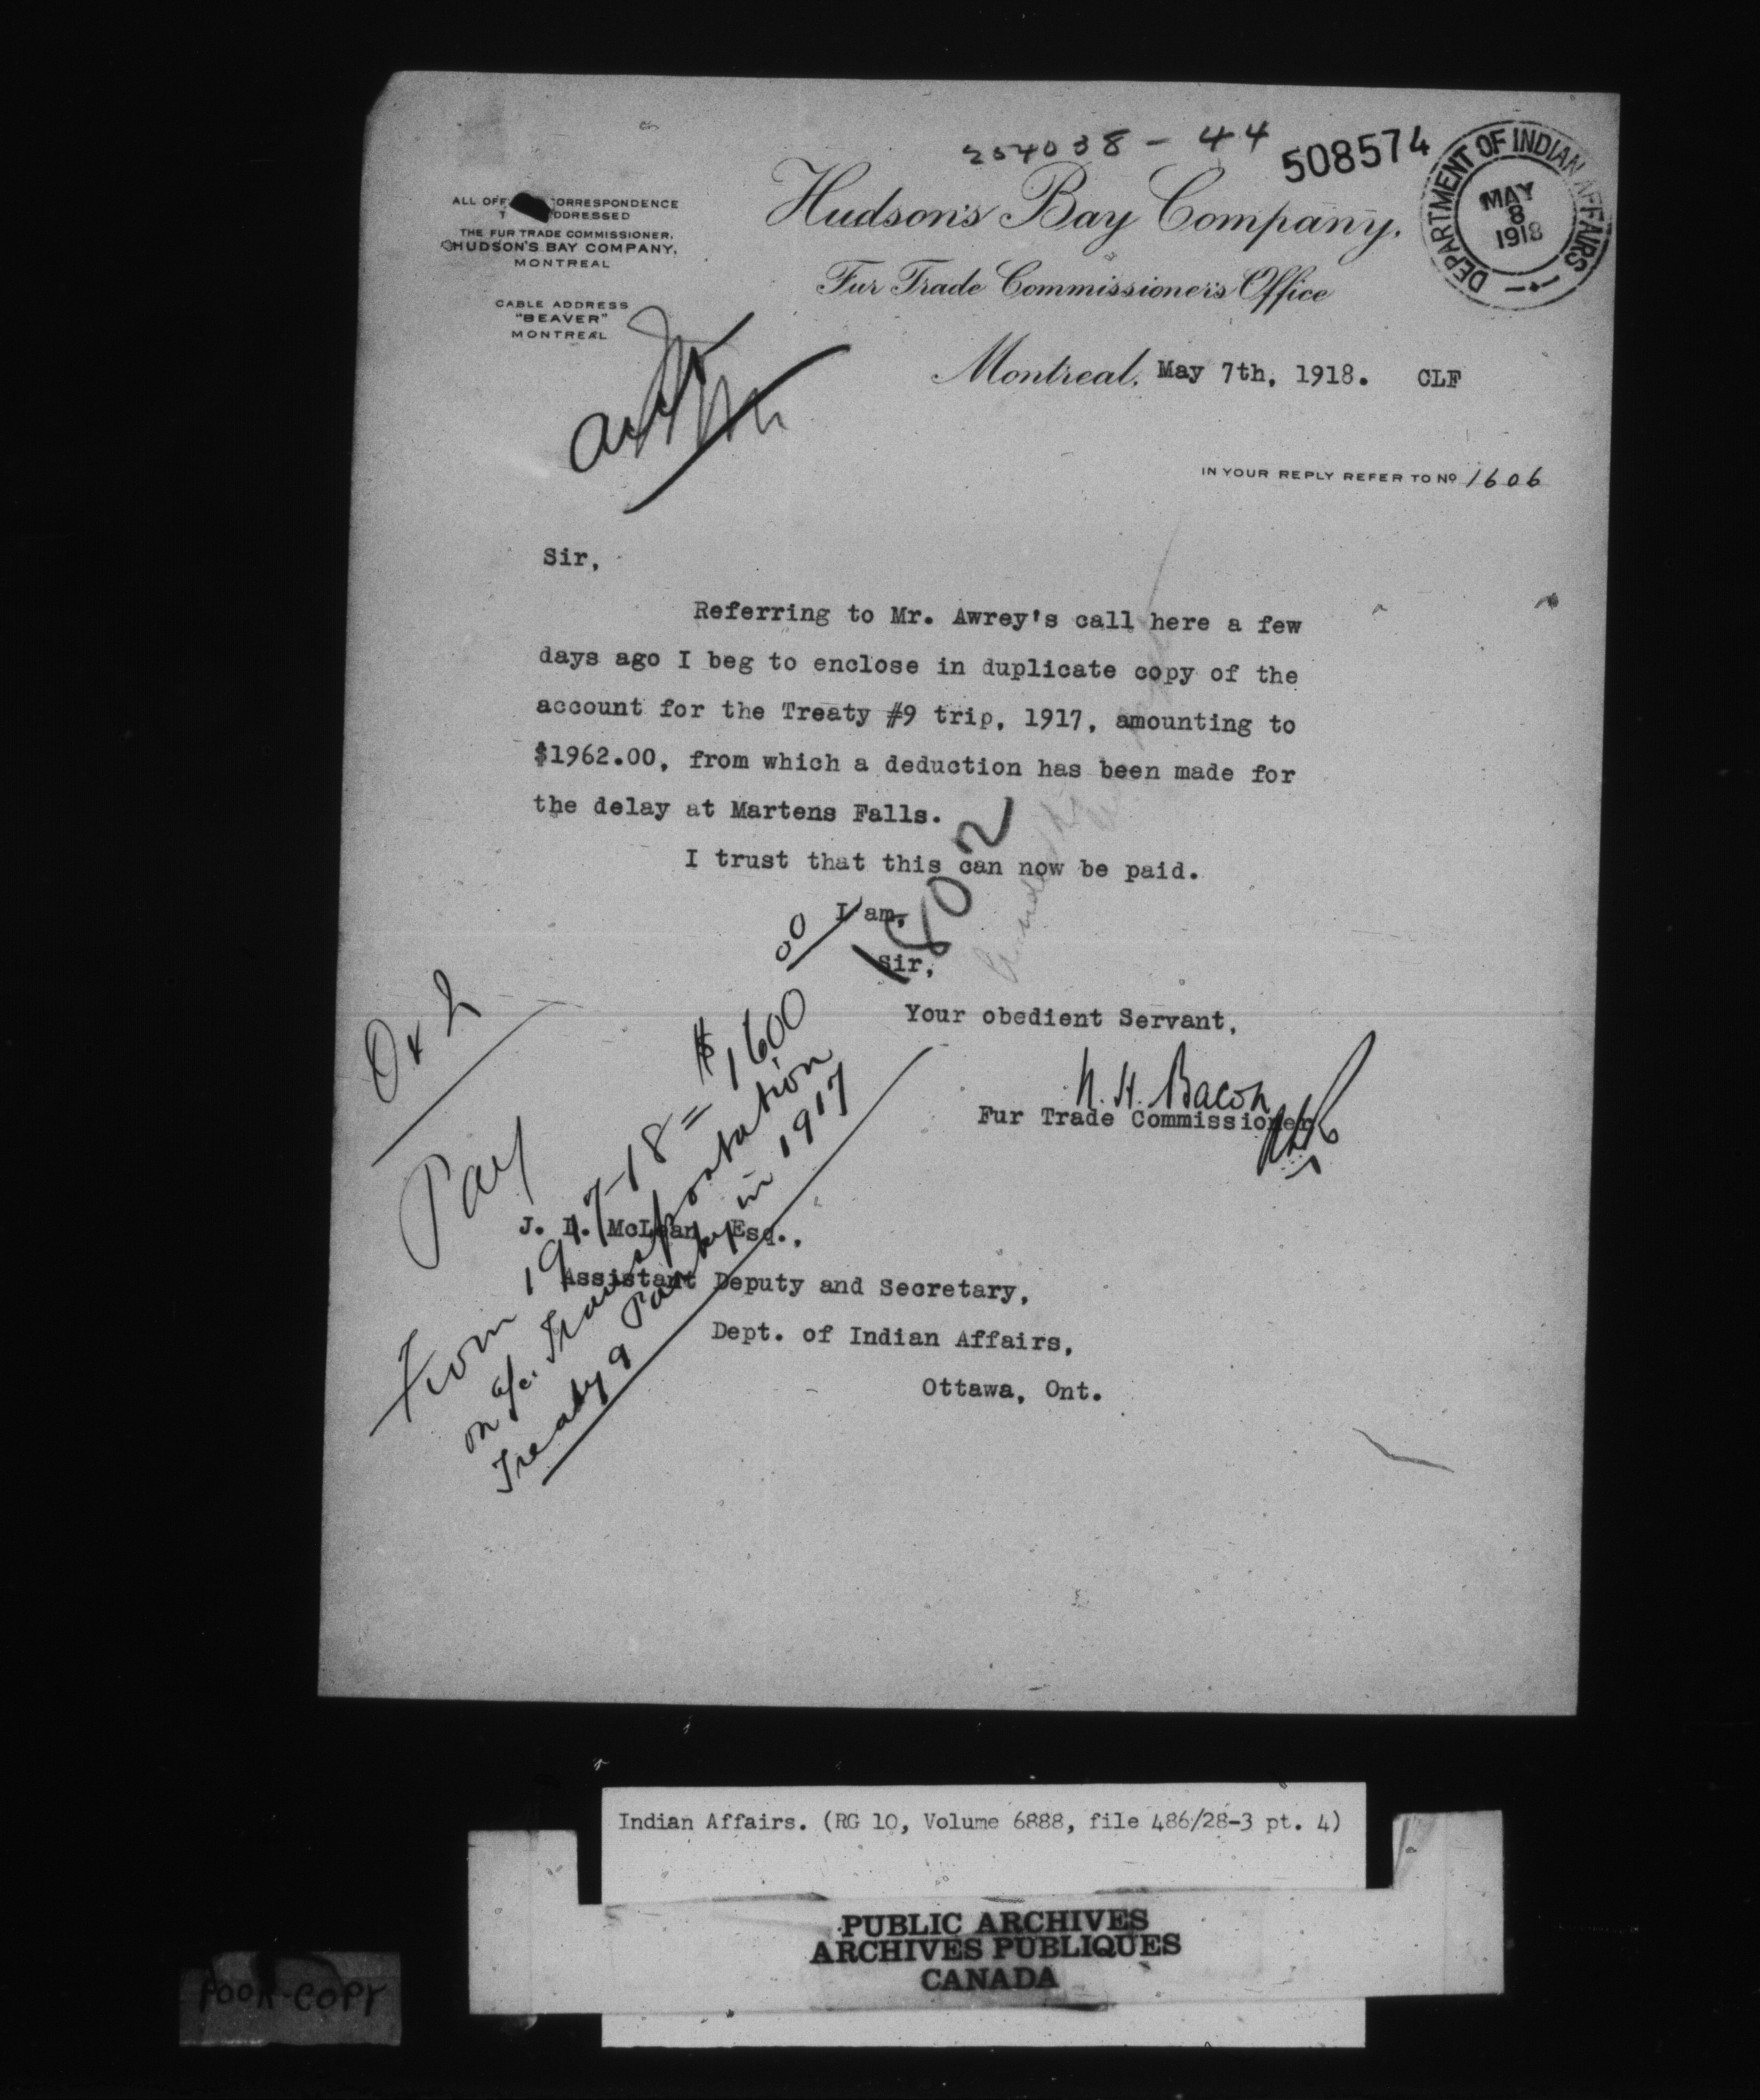 254038 - 44
508574
DEPARTMENT OF INDIAN AFFAIRS
MAY
8
1918
ALL OFF ORRESPONDENCE
T DDRESSED
THE FUR TRADE COMMISSIONER,
HUDSON'S BAY COMPANY,
MONTREAL
CABLE ADDRESS
"BEAVER"
MONTREAL
Hudson's Bay Company.
Fur Trade Commissioner's Office
Montreal, May 7th, 1918. CLF
IN YOUR REPLY REFER TO No 1606
Sir,
Referring to Mr. Awrey's call here a few
days ago I beg to enclose in duplicate copy of the
account for the Treaty #9 trip, 1917, amounting to
$1962.00, from which a deduction has been made for
the delay at Martens Falls.
I trust that this can now be paid.
I am,
Sir,
Your obedient Servant,
N. H. Bacon
Fur Trade Commissioner
1802
Pay
From 1917-18 = $1600 00
on a/c. Transportation
Treaty 9 Party in 1917
J. D. McLean, Esq.,
Assistant Deputy and Secretary,
Dept. of Indian Affairs,
Ottawa, Ont.
Indian Affairs. (RG 10, Volume 6888, file 486/28-3 pt. 4)
PUBLIC ARCHIVES
ARCHIVES PUBLIQUES
CANADA
POOR COPY